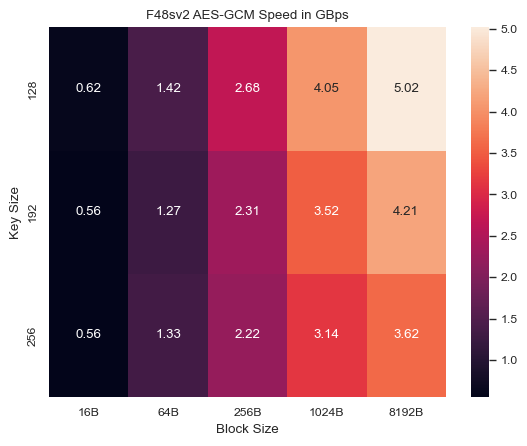 F48sv2 AES-GCM Speed in GBps
Key Size
128
0.62 1.42 2.68 4.05 5.02
192
0.56 1.27 2.31 3.52 4.21
256
0.56 1.33 2.22 3.14 3.62
16B 64B 256B 1024B 8192B
Block Size
5.0
4.5
4.0
3.5
3.0
2.5
2.0
1.5
1.0